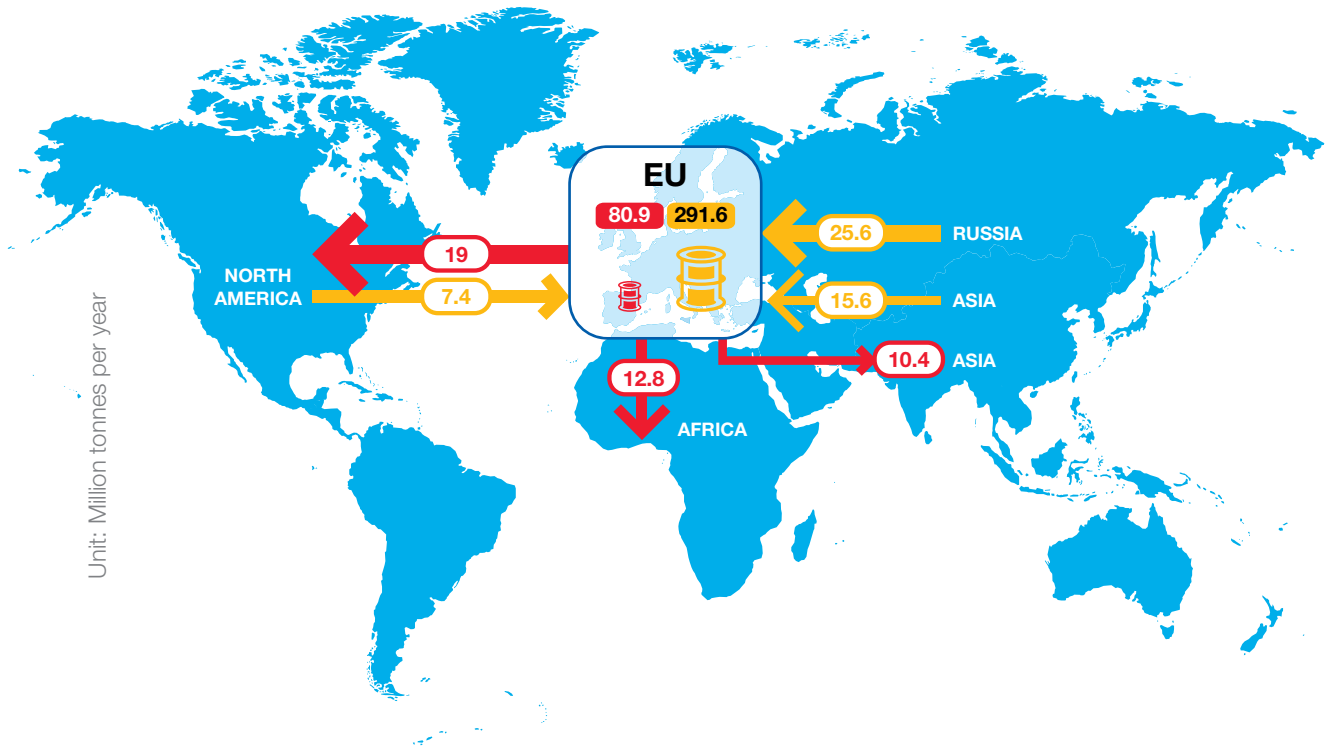 EU
80.9 291.6
19
NORTH
AMERICA
7.4
25.6
RUSSIA
15.6
ASIA
10.4
ASIA
12.8
AFRICA
Unit: Million tonnes per year